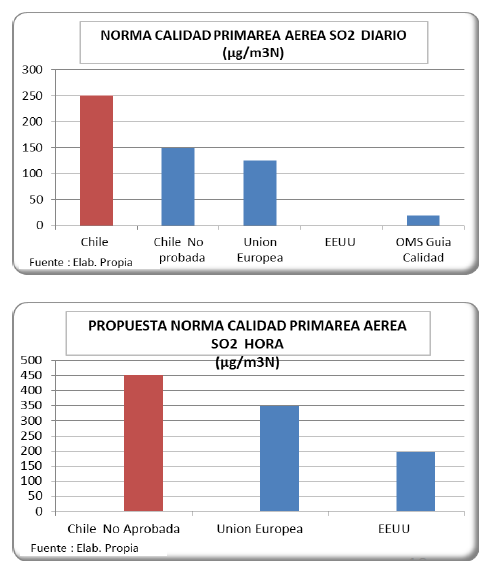 NORMA CALIDAD PRIMAREA AEREA SO2 DIARIO
(µg/m3N)
300
250
200
150
100
50
0
Chile
Chile No
probada
Union
Europea
EEUU
OMS Guia
Calidad
Fuente : Elab. Propia
PROPUESTA NORMA CALIDAD PRIMAREA AEREA
SO2 HORA
(µg/m3N)
500
450
400
350
300
250
200
150
100
50
0
Chile No Aprobada
Union Europea
EEUU
Fuente : Elab. Propia